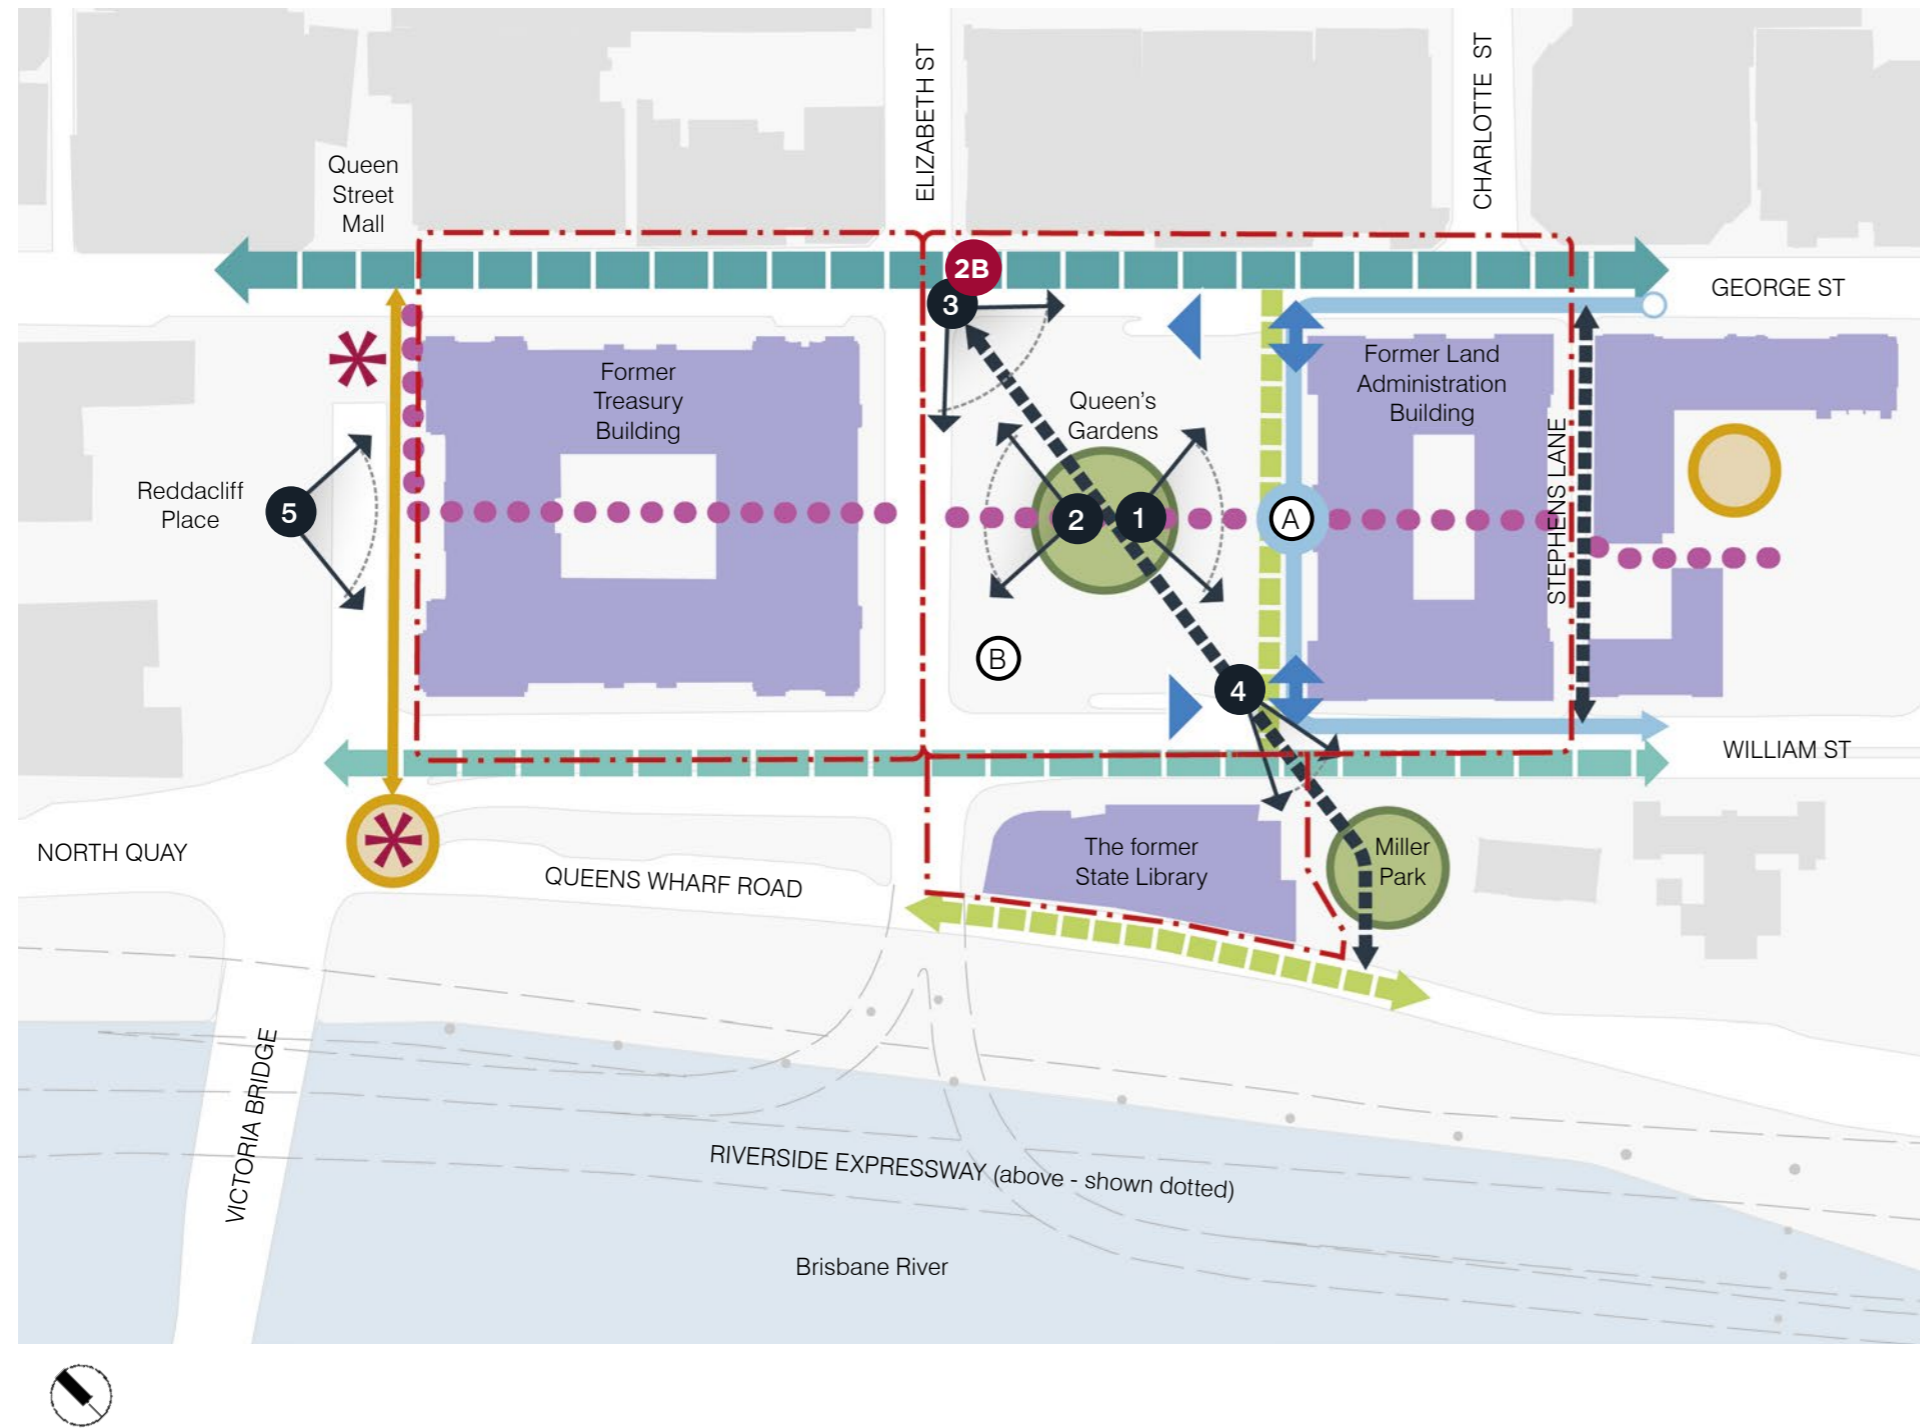 ELIZABETH ST
CHARLOTTE ST
Queen
Street
Mall
2B
GEORGE ST
3
Former
Treasury
Building
Former Land
Administration
Building
Queen's
Gardens
STEPHENS LANE
Reddacliff
Place
5
2
1
A
B
4
WILLIAM ST
NORTH QUAY
QUEENS WHARF ROAD
The former
State Library
Miller
Park
VICTORIA BRIDGE
RIVERSIDE EXPRESSWAY (above - shown dotted)
Brisbane River